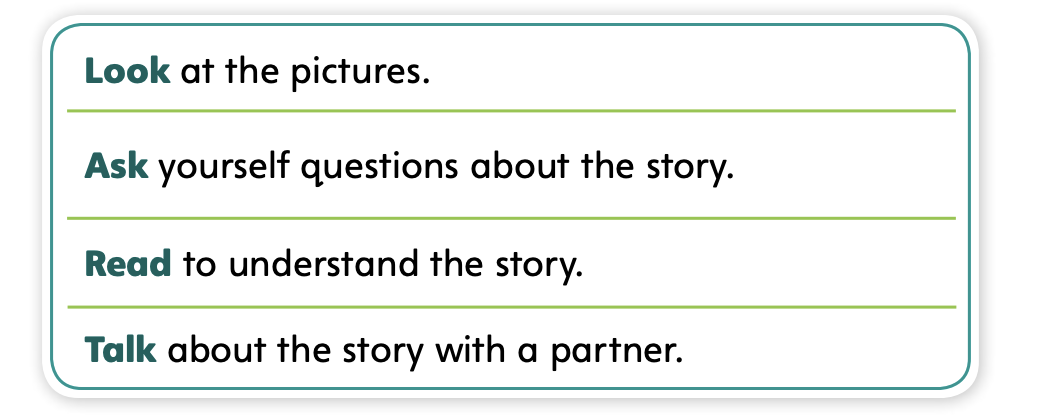 Look at the pictures.
Ask yourself questions about the story.
Read to understand the story.
Talk about the story with a partner.